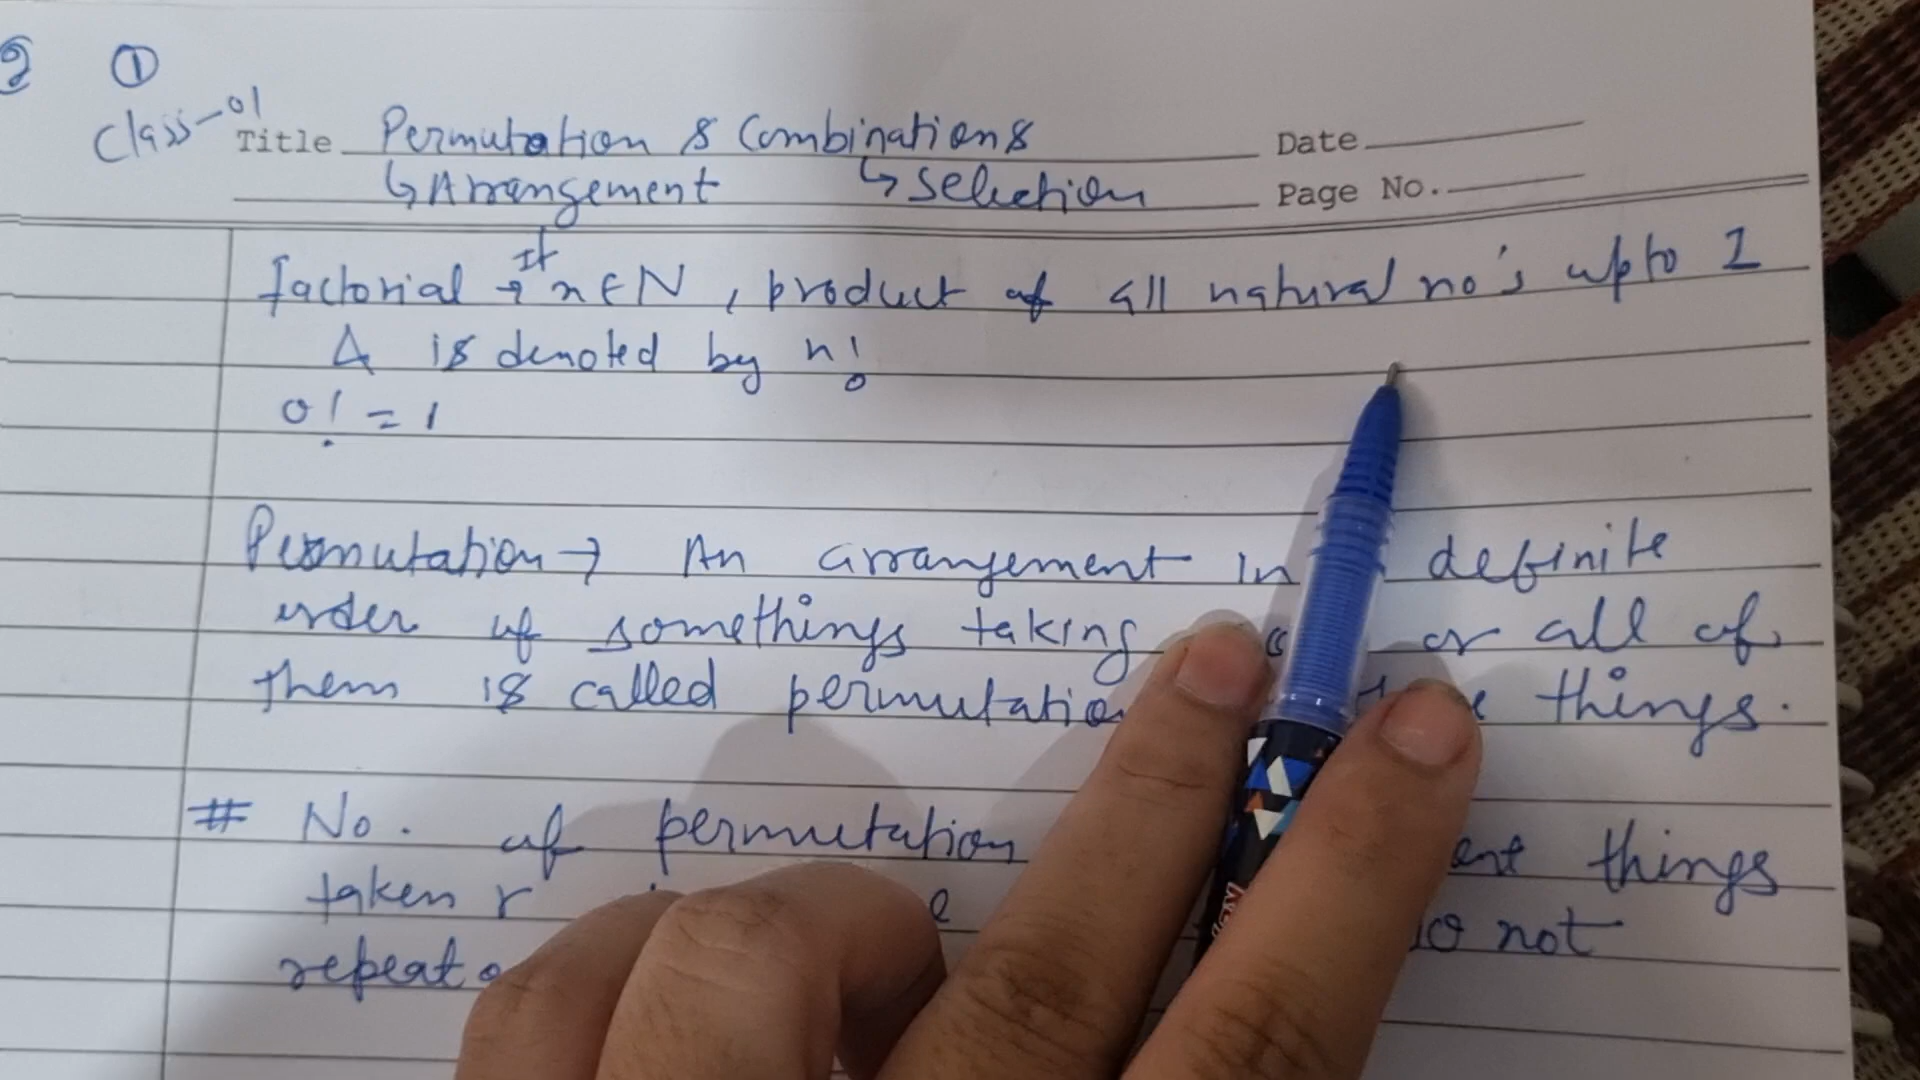 ①
Class-01
Title Permutation & Combinations Date
↳ Arrangement ↳ Selection Page No.
If
factorial → n ∈ N, product of all natural no's upto 1
& is denoted by n!
0! = 1
Permutation → An arrangement in definite
order of somethings taking or all of
them is called permutation the things.
# No. of permutation things
taken r not
repeat